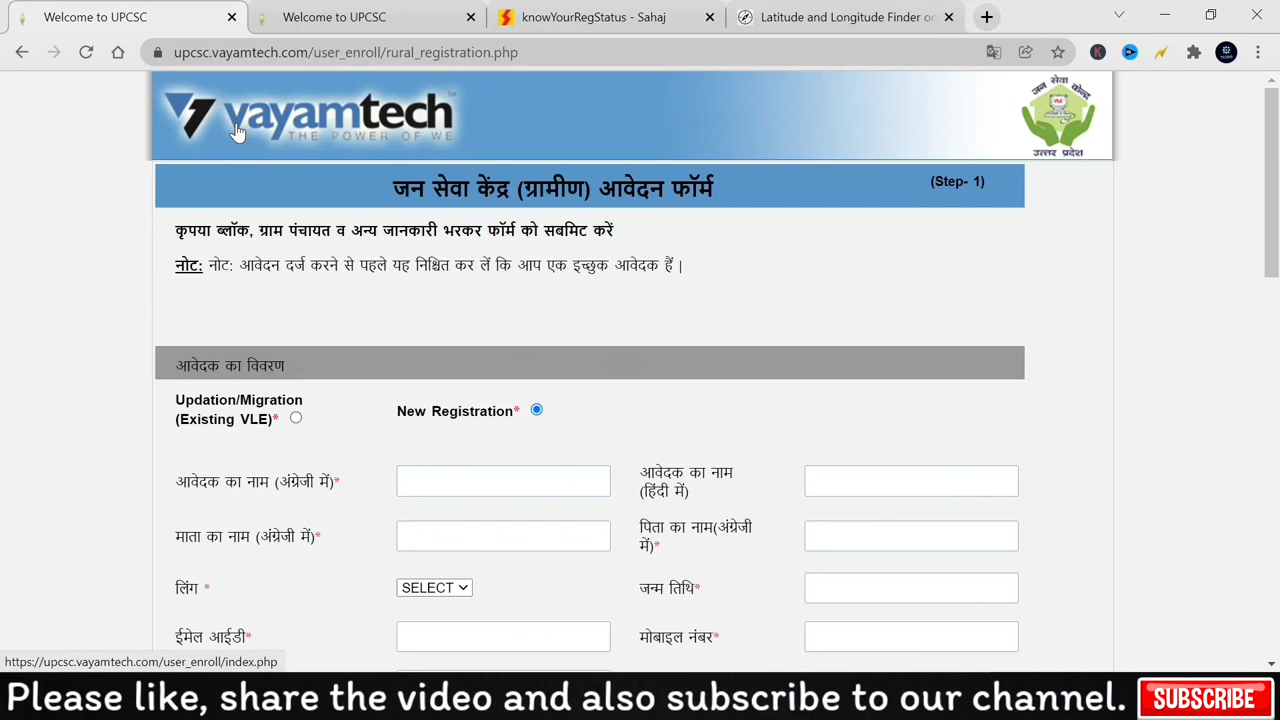 Welcome to UPCSC
Welcome to UPCSC
knowYourRegStatus - Sahaj
Latitude and Longitude Finder or
upcsc.vayamtech.com/user_enroll/rural_registration.php
vayamtech
THE POWER OF WE
जन सेवा केन्द्र
VLE
उत्तर प्रदेश
जन सेवा केंद्र (ग्रामीण) आवेदन फॉर्म
(Step- 1)
कृपया ब्लॉक, ग्राम पंचायत व अन्य जानकारी भरकर फॉर्म को सबमिट करें
नोट: नोट: आवेदन दर्ज करने से पहले यह निश्चित कर लें कि आप एक इच्छुक आवेदक हैं |
आवेदक का विवरण
Updation/Migration
(Existing VLE)*
New Registration*
आवेदक का नाम (अंग्रेजी में)*
आवेदक का नाम
(हिंदी में)
माता का नाम (अंग्रेजी में)*
पिता का नाम(अंग्रेजी
में)*
लिंग *
SELECT
जन्म तिथि*
ईमेल आईडी*
मोबाइल नंबर*
https://upcsc.vayamtech.com/user_enroll/index.php
Please like, share the video and also subscribe to our channel.
SUBSCRIBE